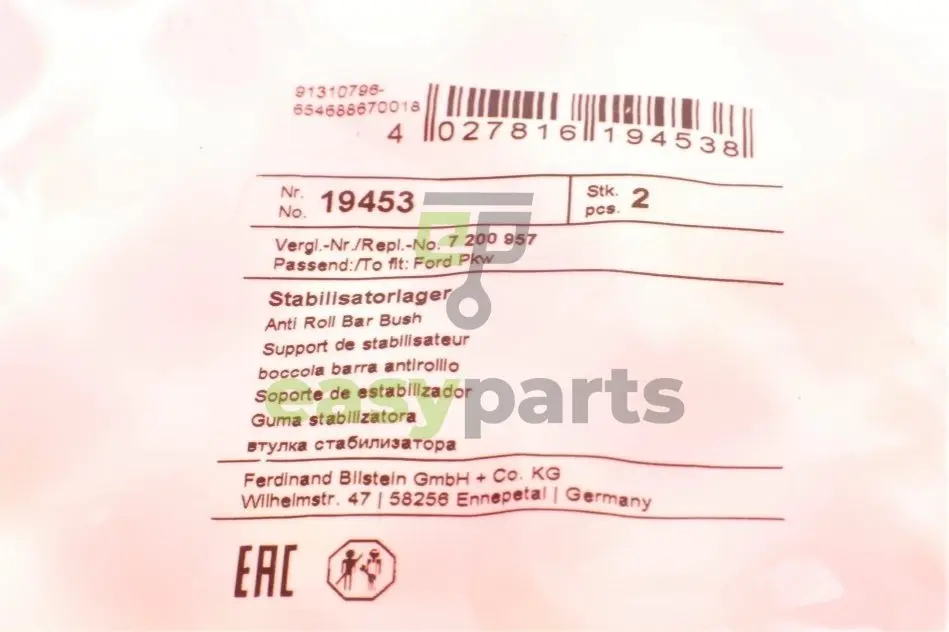 91310796-
654688670018
4 027816 194538
Nr. No. 19453 Stk. pcs. 2
Vergl.-Nr./Repl.-No. 7 200 957
Passend:/To fit: Ford Pkw
Stabilisatorlager
Anti Roll Bar Bush
Support de stabilisateur
boccola barra antirollio
Soporte de estabilizador
Guma stabilizatora
втулка стабилизатора
Ferdinand Bilstein GmbH + Co. KG
Wilhelmstr. 47 | 58256 Ennepetal | Germany
EAC
ep
easyparts